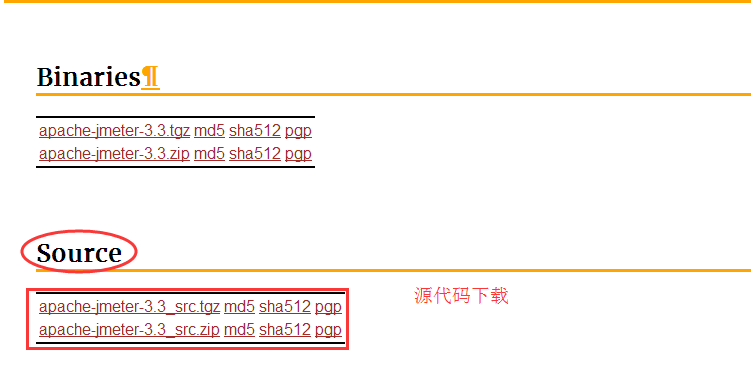 Binaries¶
apache-jmeter-3.3.tgz md5 sha512 pgp
apache-jmeter-3.3.zip md5 sha512 pgp
Source
apache-jmeter-3.3_src.tgz md5 sha512 pgp
apache-jmeter-3.3_src.zip md5 sha512 pgp
源代码下载